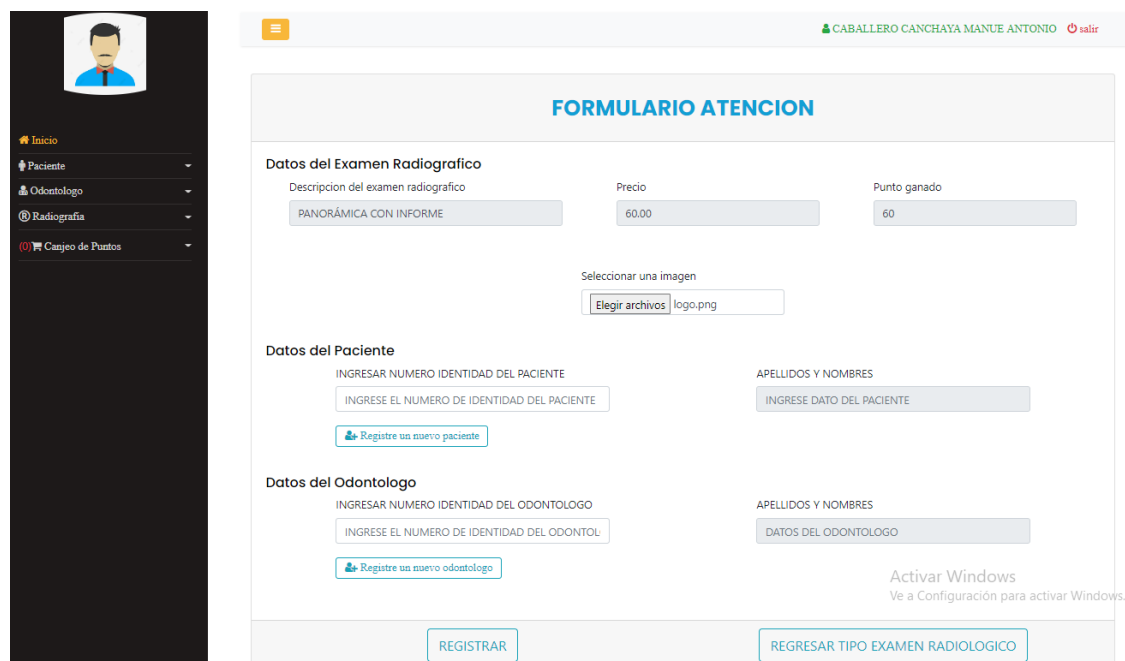 CABALLERO CANCHAYA MANUE ANTONIO salir
FORMULARIO ATENCION
Inicio
Paciente
Odontologo
Radiografia
(0) Canjeo de Puntos
Datos del Examen Radiografico
Descripcion del examen radiografico Precio Punto ganado
PANORÁMICA CON INFORME 60.00 60
Seleccionar una imagen
Elegir archivos logo.png
Datos del Paciente
INGRESAR NUMERO IDENTIDAD DEL PACIENTE APELLIDOS Y NOMBRES
INGRESE EL NUMERO DE IDENTIDAD DEL PACIENTE INGRESE DATO DEL PACIENTE
Registre un nuevo paciente
Datos del Odontologo
INGRESAR NUMERO IDENTIDAD DEL ODONTOLOGO APELLIDOS Y NOMBRES
INGRESE EL NUMERO DE IDENTIDAD DEL ODONTOL DATOS DEL ODONTOLOGO
Registre un nuevo odontologo
Activar Windows
Ve a Configuración para activar Windows.
REGISTRAR REGRESAR TIPO EXAMEN RADIOLOGICO